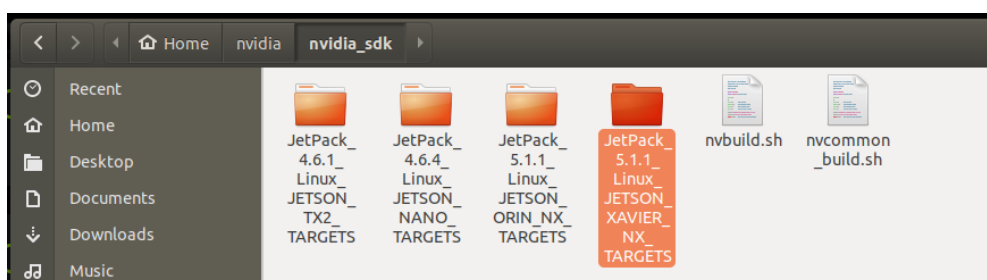 Home nvidia nvidia_sdk
Recent
Home
Desktop
Documents
Downloads
Music
JetPack_
4.6.1_
Linux_
JETSON_
TX2_
TARGETS
JetPack_
4.6.4_
Linux_
JETSON_
NANO_
TARGETS
JetPack_
5.1.1_
Linux_
JETSON_
ORIN_NX_
TARGETS
JetPack_
5.1.1_
Linux_
JETSON_
XAVIER_
NX_
TARGETS
nvbuild.sh
nvcommon
_build.sh